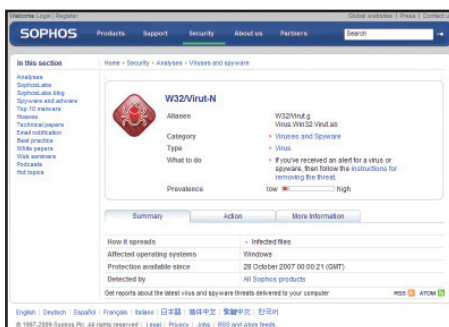 Welcome Login | Register Global websites | Press | Contact us
SOPHOS Products Support Security About us Partners Search
In this section
Analyses
SophosLabs
SophosLabs blog
Spyware and adware
Top 10 malware
Hoaxes
Technical papers
Email notification
Best practice
White papers
Web seminars
Podcasts
Hot topics
Home › Security › Analyses › Viruses and spyware
W32/Virut-N
Aliases W32/Virut.g
Virus.Win32.Virut.ab
Category › Viruses and Spyware
Type › Virus
What to do › If you've received an alert for a virus or
spyware, then follow the instructions for
removing the threat.
Prevalence low high
Summary Action More Information
How it spreads • Infected files
Affected operating systems Windows
Protection available since 28 October 2007 00:00:21 (GMT)
Detected by All Sophos products
Get reports about the latest virus and spyware threats delivered to your computer RSS ATOM
English | Deutsch | Español | Français | Italiano | 日本語 | 简体中文 | 繁體中文 | 한국어
© 1997-2009 Sophos Plc. All rights reserved | Legal | Privacy | Jobs | RSS and Atom feeds